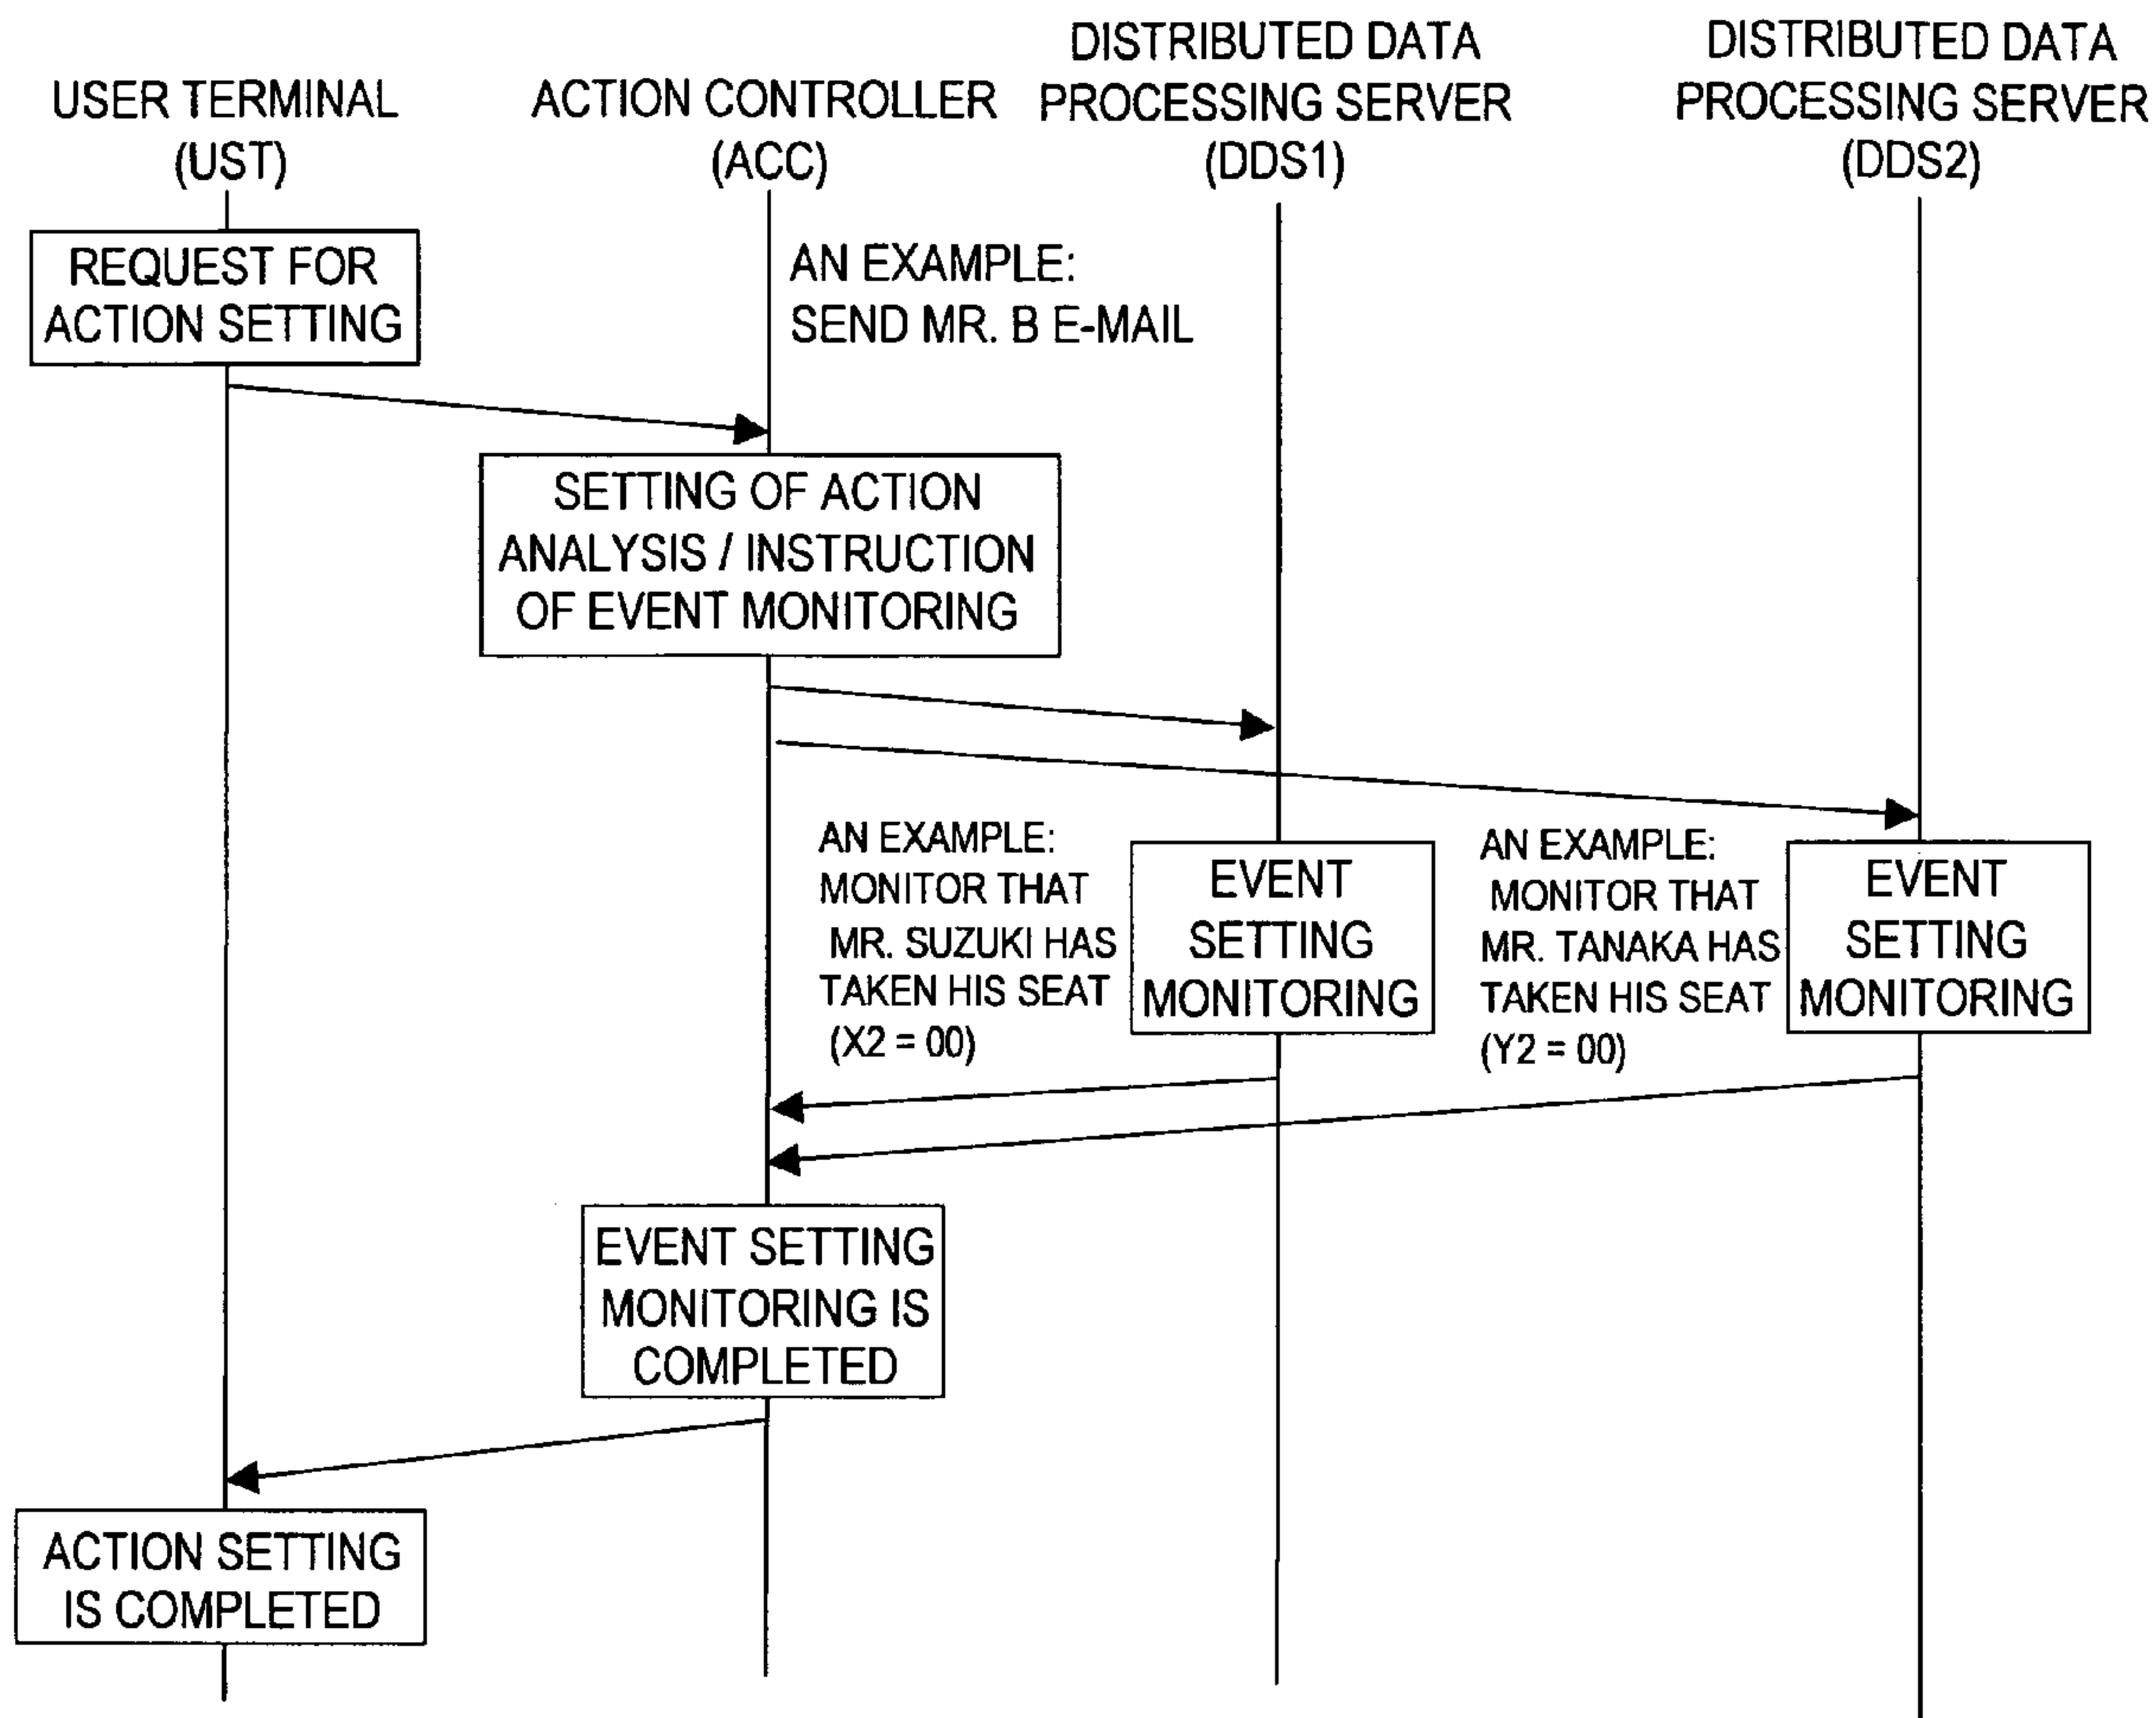 USER TERMINAL
(UST)
ACTION CONTROLLER
(ACC)
DISTRIBUTED DATA
PROCESSING SERVER
(DDS1)
DISTRIBUTED DATA
PROCESSING SERVER
(DDS2)
REQUEST FOR
ACTION SETTING
AN EXAMPLE:
SEND MR. B E-MAIL
SETTING OF ACTION
ANALYSIS / INSTRUCTION
OF EVENT MONITORING
AN EXAMPLE:
MONITOR THAT
MR. SUZUKI HAS
TAKEN HIS SEAT
(X2 = 00)
EVENT
SETTING
MONITORING
AN EXAMPLE:
MONITOR THAT
MR. TANAKA HAS
TAKEN HIS SEAT
(Y2 = 00)
EVENT
SETTING
MONITORING
EVENT SETTING
MONITORING IS
COMPLETED
ACTION SETTING
IS COMPLETED